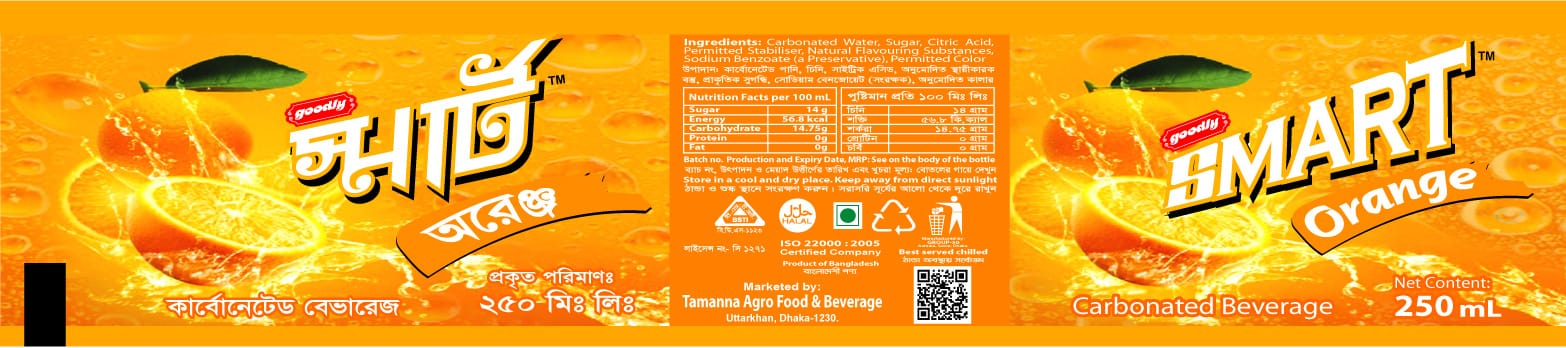 goodly
স্মার্ট™
অরেঞ্জ
প্রকৃত পরিমাণঃ
২৫০ মিঃ লিঃ
কার্বোনেটেড বেভারেজ
Ingredients: Carbonated Water, Sugar, Citric Acid,
Permitted Stabiliser, Natural Flavouring Substances,
Sodium Benzoate (a Preservative), Permitted Color
উপাদান: কার্বোনেটেড পানি, চিনি, সাইট্রিক এসিড, অনুমোদিত স্থায়ীকারক
বস্তু, প্রাকৃতিক সুগন্ধি, সোডিয়াম বেনজোয়েট (সংরক্ষক), অনুমোদিত কালার
Nutrition Facts per 100 mL
Sugar 14 g
Energy 56.8 kcal
Carbohydrate 14.75g
Protein 0g
Fat 0g
পুষ্টিমান প্রতি ১০০ মিঃ লিঃ
চিনি ১৪ গ্রাম
শক্তি ৫৬.৮ কি.ক্যাল
শর্করা ১৪.৭৫ গ্রাম
প্রোটিন ০ গ্রাম
চর্বি ০ গ্রাম
Batch no. Production and Expiry Date, MRP: See on the body of the bottle
ব্যাচ নং, উৎপাদন ও মেয়াদ উত্তীর্ণের তারিখ এবং খুচরা মূল্য: বোতলের গায়ে দেখুন
Store in a cool and dry place. Keep away from direct sunlight
ঠান্ডা ও শুষ্ক স্থানে সংরক্ষণ করুন। সরাসরি সূর্যের আলো থেকে দূরে রাখুন
BSTI
বি.ডি.এস-১১২৩
حلال
HALAL
লাইসেন্স নং- সি ১২৭১
ISO 22000 : 2005
Certified Company
Product of Bangladesh
বাংলাদেশী পণ্য
GROUP-30
Best served chilled
ঠান্ডা অবস্থায় সর্বোত্তম
Marketed by:
Tamanna Agro Food & Beverage
Uttarkhan, Dhaka-1230.
goodly
SMART™
Orange
Net Content:
250 mL
Carbonated Beverage